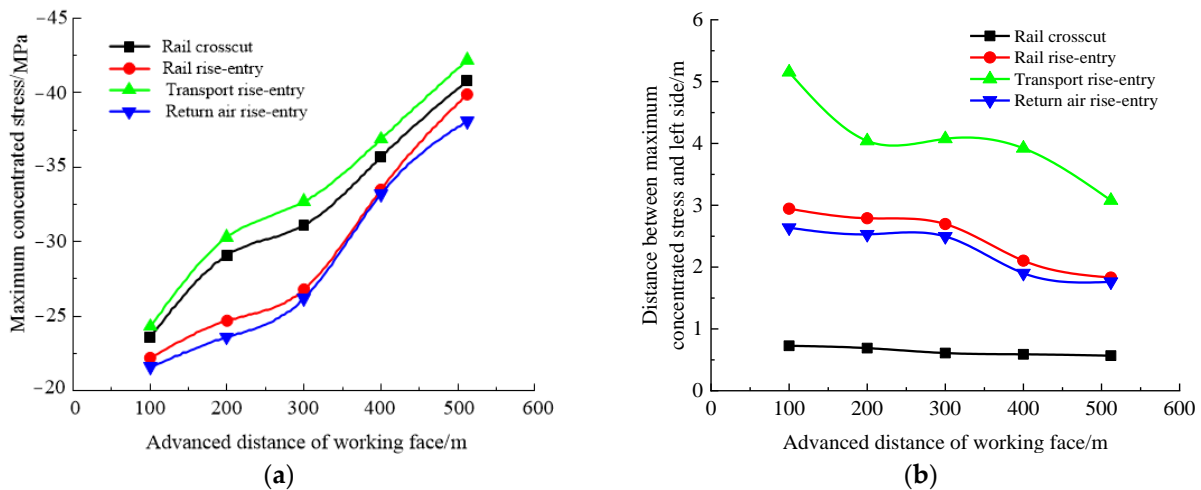 −45
−40
−35
−30
−25
−20
Maximum concentrated stress/MPa
Rail crosscut
Rail rise-entry
Transport rise-entry
Return air rise-entry
0 100 200 300 400 500 600
Advanced distance of working face/m
(a)
6
5
4
3
2
1
0
Distance between maximum
concentrated stress and left side/m
Rail crosscut
Rail rise-entry
Transport rise-entry
Return air rise-entry
0 100 200 300 400 500 600
Advanced distance of working face/m
(b)